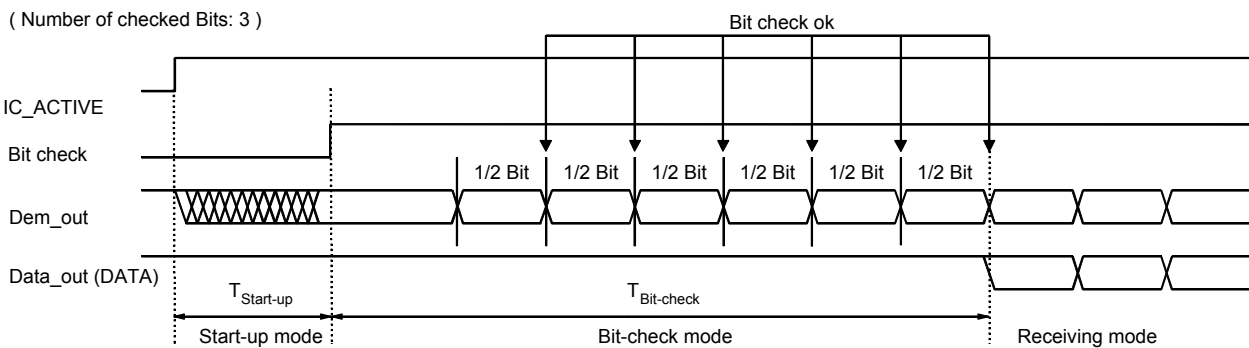 ( Number of checked Bits: 3 )
Bit check ok
IC_ACTIVE
Bit check
1/2 Bit 1/2 Bit 1/2 Bit 1/2 Bit 1/2 Bit 1/2 Bit
Dem_out
Data_out (DATA)
TStart-up TBit-check
Start-up mode Bit-check mode Receiving mode